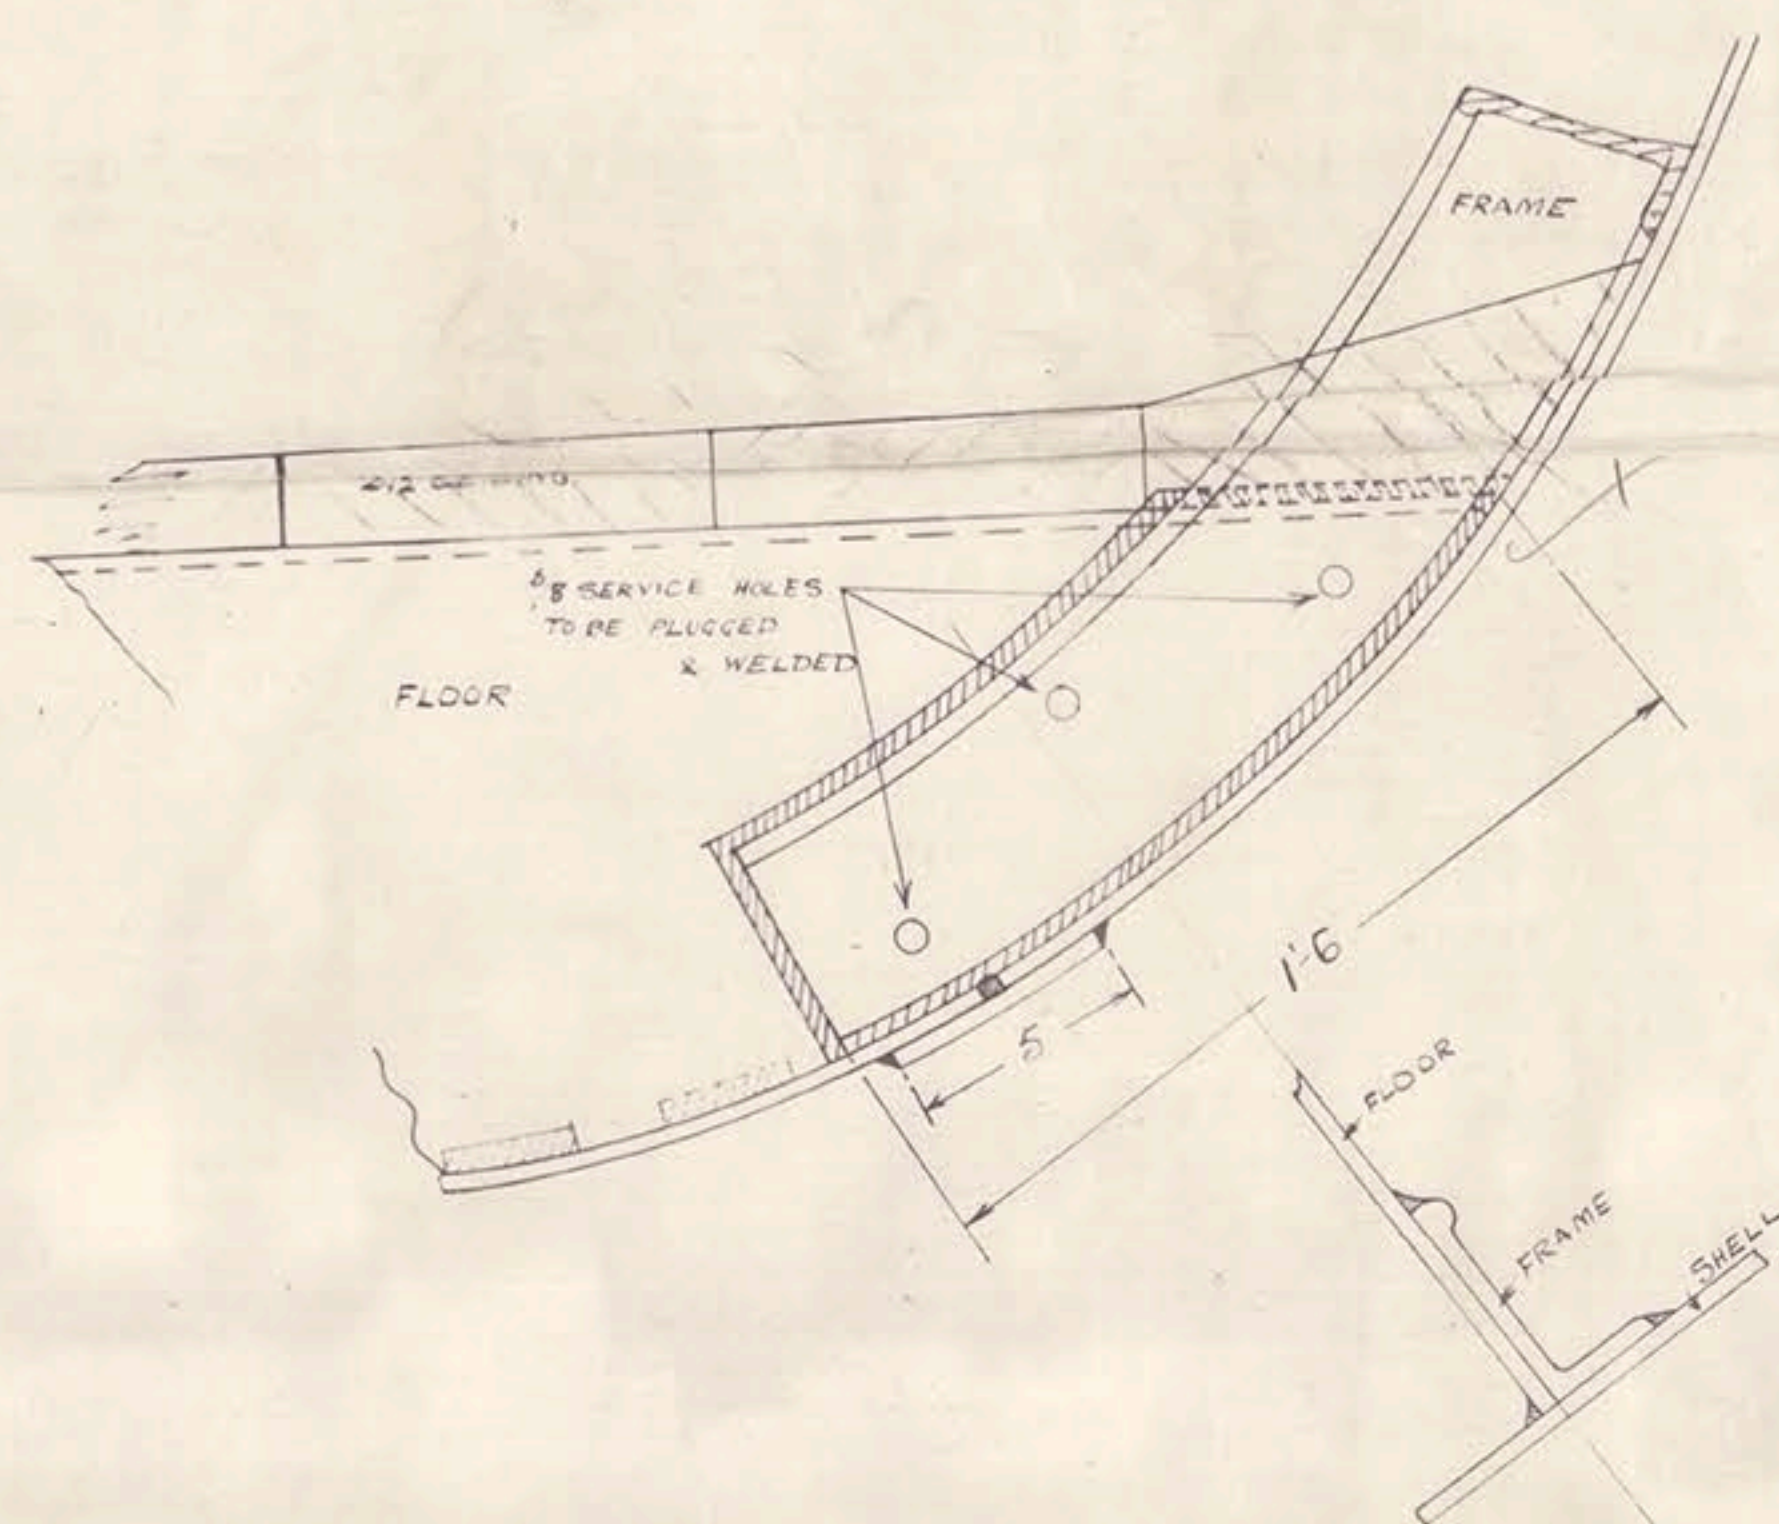 FRAME
5/8 SERVICE HOLES
TO BE PLUGGED
& WELDED
FLOOR
1'-6
5
FLOOR
FRAME
SHELL